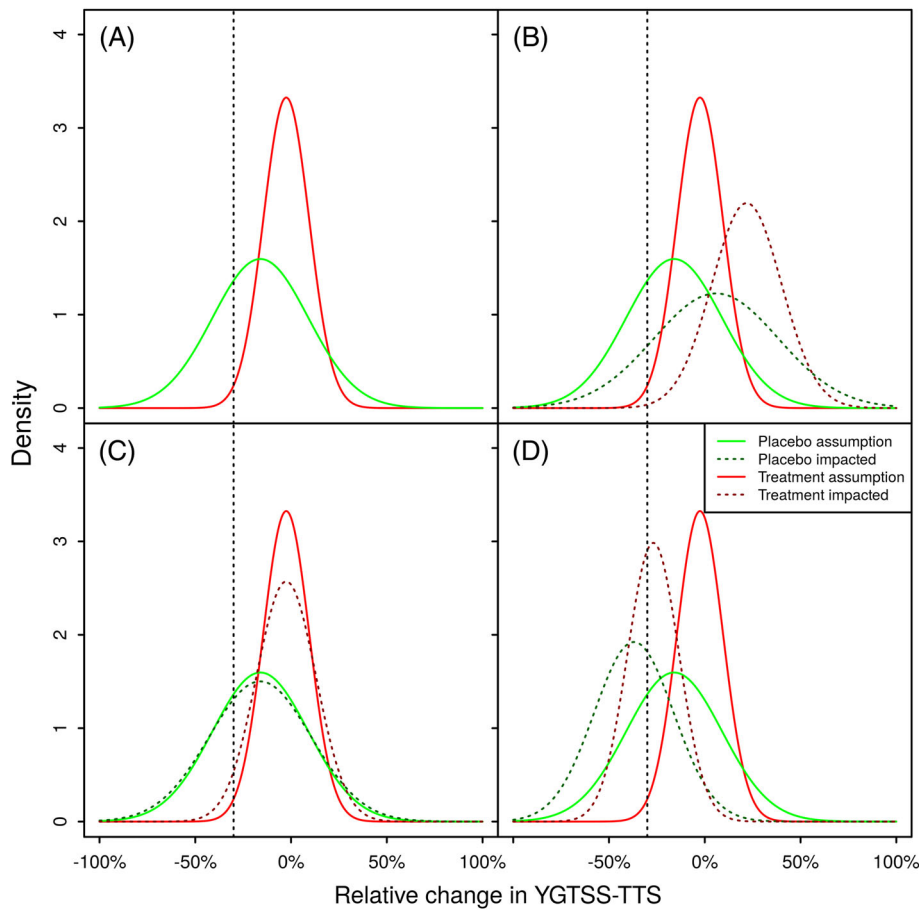 (A)
(B)
4
3
2
1
0
Density
(C)
(D)
Placebo assumption
Placebo impacted
Treatment assumption
Treatment impacted
4
3
2
1
0
-100% -50% 0% 50% 100% -50% 0% 50% 100%
Relative change in YGTSS-TTS